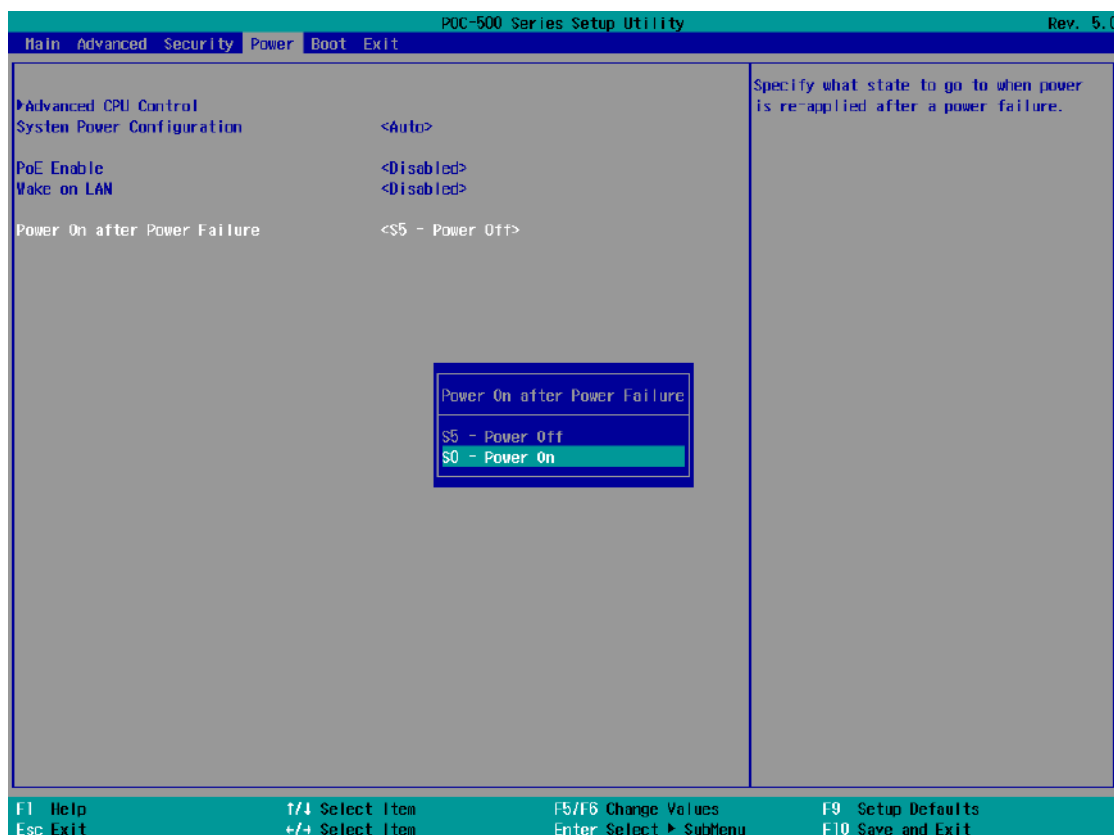 POC-500 Series Setup Utility Rev. 5.0
Main Advanced Security Power Boot Exit
▶Advanced CPU Control
System Power Configuration <Auto>
PoE Enable <Disabled>
Wake on LAN <Disabled>
Power On after Power Failure <S5 - Power Off>
Specify what state to go to when power
is re-applied after a power failure.
Power On after Power Failure
S5 - Power Off
S0 - Power On
F1 Help ↑/↓ Select Item F5/F6 Change Values F9 Setup Defaults
Esc Exit ←/→ Select Item Enter Select ▶ SubMenu F10 Save and Exit